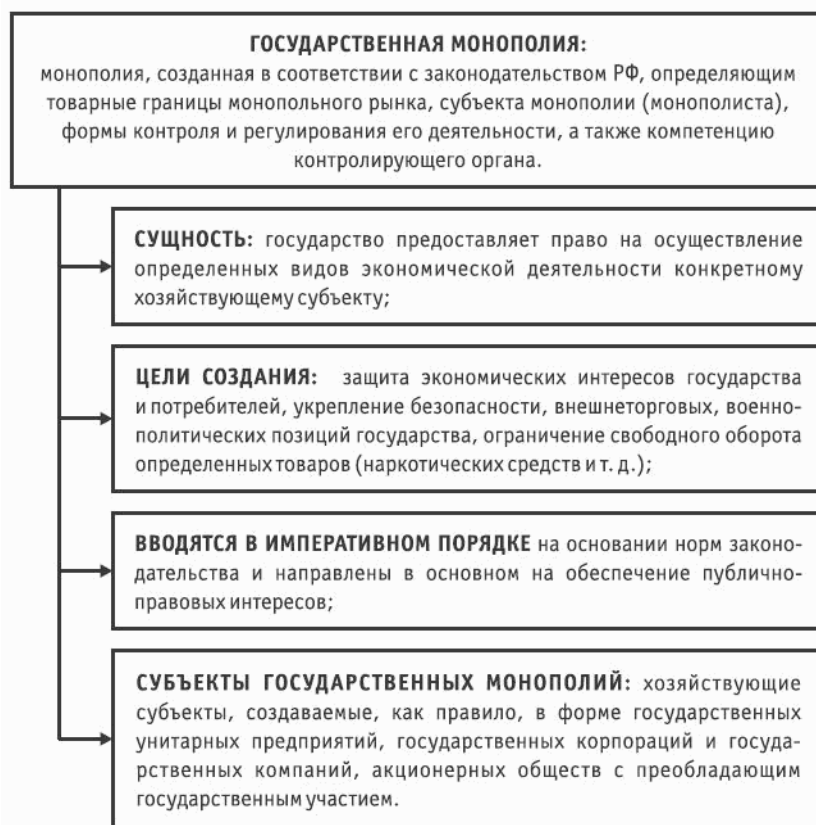 ГОСУДАРСТВЕННАЯ МОНОПОЛИЯ:
монополия, созданная в соответствии с законодательством РФ, определяющим
товарные границы монопольного рынка, субъекта монополии (монополиста),
формы контроля и регулирования его деятельности, а также компетенцию
контролирующего органа.
СУЩНОСТЬ: государство предоставляет право на осуществление
определенных видов экономической деятельности конкретному
хозяйствующему субъекту;
ЦЕЛИ СОЗДАНИЯ: защита экономических интересов государства
и потребителей, укрепление безопасности, внешнеторговых, военно-
политических позиций государства, ограничение свободного оборота
определенных товаров (наркотических средств и т. д.);
ВВОДЯТСЯ В ИМПЕРАТИВНОМ ПОРЯДКЕ на основании норм законо-
дательства и направлены в основном на обеспечение публично-
правовых интересов;
СУБЪЕКТЫ ГОСУДАРСТВЕННЫХ МОНОПОЛИЙ: хозяйствующие
субъекты, создаваемые, как правило, в форме государственных
унитарных предприятий, государственных корпораций и госуда-
рственных компаний, акционерных обществ с преобладающим
государственным участием.